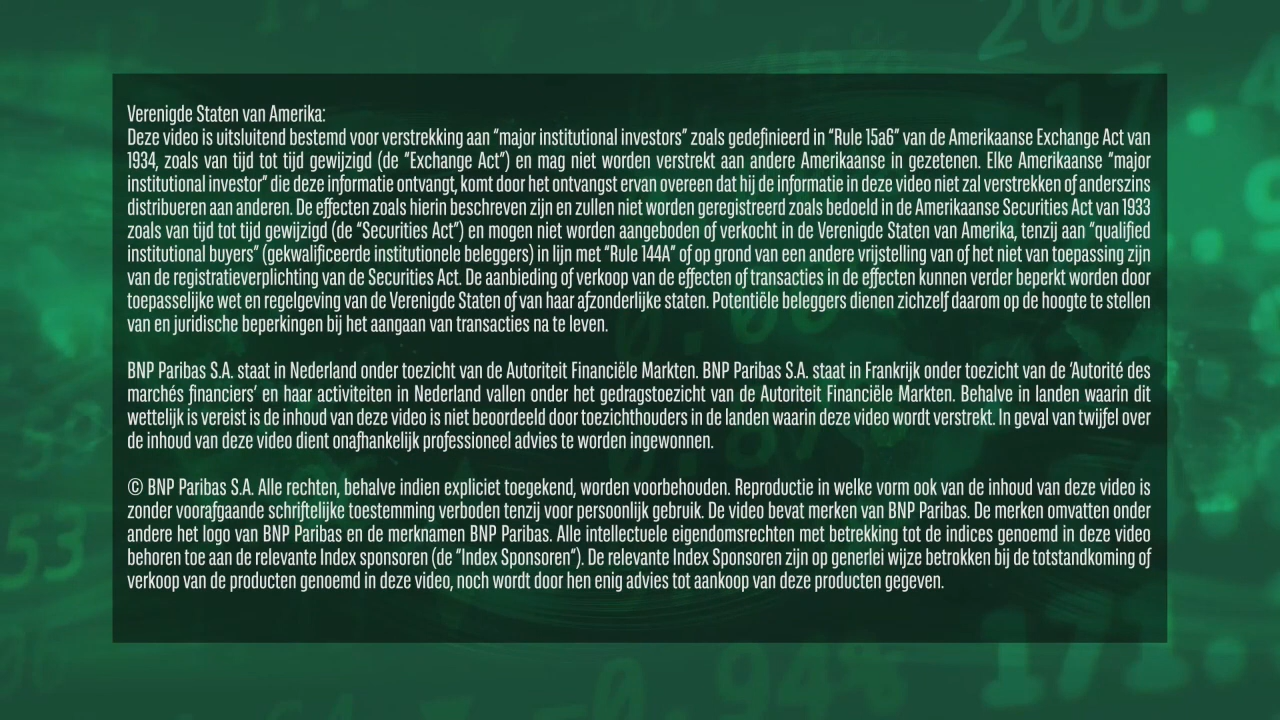 Verenigde Staten van Amerika:
Deze video is uitsluitend bestemd voor verstrekking aan “major institutional investors” zoals gedefinieerd in “Rule 15a6” van de Amerikaanse Exchange Act van
1934, zoals van tijd tot tijd gewijzigd (de “Exchange Act”) en mag niet worden verstrekt aan andere Amerikaanse in gezetenen. Elke Amerikaanse “major
institutional investor” die deze informatie ontvangt, komt door het ontvangst ervan overeen dat hij de informatie in deze video niet zal verstrekken of anderszins
distribueren aan anderen. De effecten zoals hierin beschreven zijn en zullen niet worden geregistreerd zoals bedoeld in de Amerikaanse Securities Act van 1933
zoals van tijd tot tijd gewijzigd (de “Securities Act”) en mogen niet worden aangeboden of verkocht in de Verenigde Staten van Amerika, tenzij aan “qualified
institutional buyers” (gekwalificeerde institutionele beleggers) in lijn met “Rule 144A” of op grond van een andere vrijstelling van of het niet van toepassing zijn
van de registratieverplichting van de Securities Act. De aanbieding of verkoop van de effecten of transacties in de effecten kunnen verder beperkt worden door
toepasselijke wet en regelgeving van de Verenigde Staten of van haar afzonderlijke staten. Potentiële beleggers dienen zichzelf daarom op de hoogte te stellen
van en juridische beperkingen bij het aangaan van transacties na te leven.
BNP Paribas S.A. staat in Nederland onder toezicht van de Autoriteit Financiële Markten. BNP Paribas S.A. staat in Frankrijk onder toezicht van de ‘Autorité des
marchés financiers’ en haar activiteiten in Nederland vallen onder het gedragstoezicht van de Autoriteit Financiële Markten. Behalve in landen waarin dit
wettelijk is vereist is de inhoud van deze video is niet beoordeeld door toezichthouders in de landen waarin deze video wordt verstrekt. In geval van twijfel over
de inhoud van deze video dient onafhankelijk professioneel advies te worden ingewonnen.
© BNP Paribas S.A. Alle rechten, behalve indien expliciet toegekend, worden voorbehouden. Reproductie in welke vorm ook van de inhoud van deze video is
zonder voorafgaande schriftelijke toestemming verboden tenzij voor persoonlijk gebruik. De video bevat merken van BNP Paribas. De merken omvatten onder
andere het logo van BNP Paribas en de merknamen BNP Paribas. Alle intellectuele eigendomsrechten met betrekking tot de indices genoemd in deze video
behoren toe aan de relevante Index sponsoren (de “Index Sponsoren”). De relevante Index Sponsoren zijn op generlei wijze betrokken bij de totstandkoming of
verkoop van de producten genoemd in deze video, noch wordt door hen enig advies tot aankoop van deze producten gegeven.